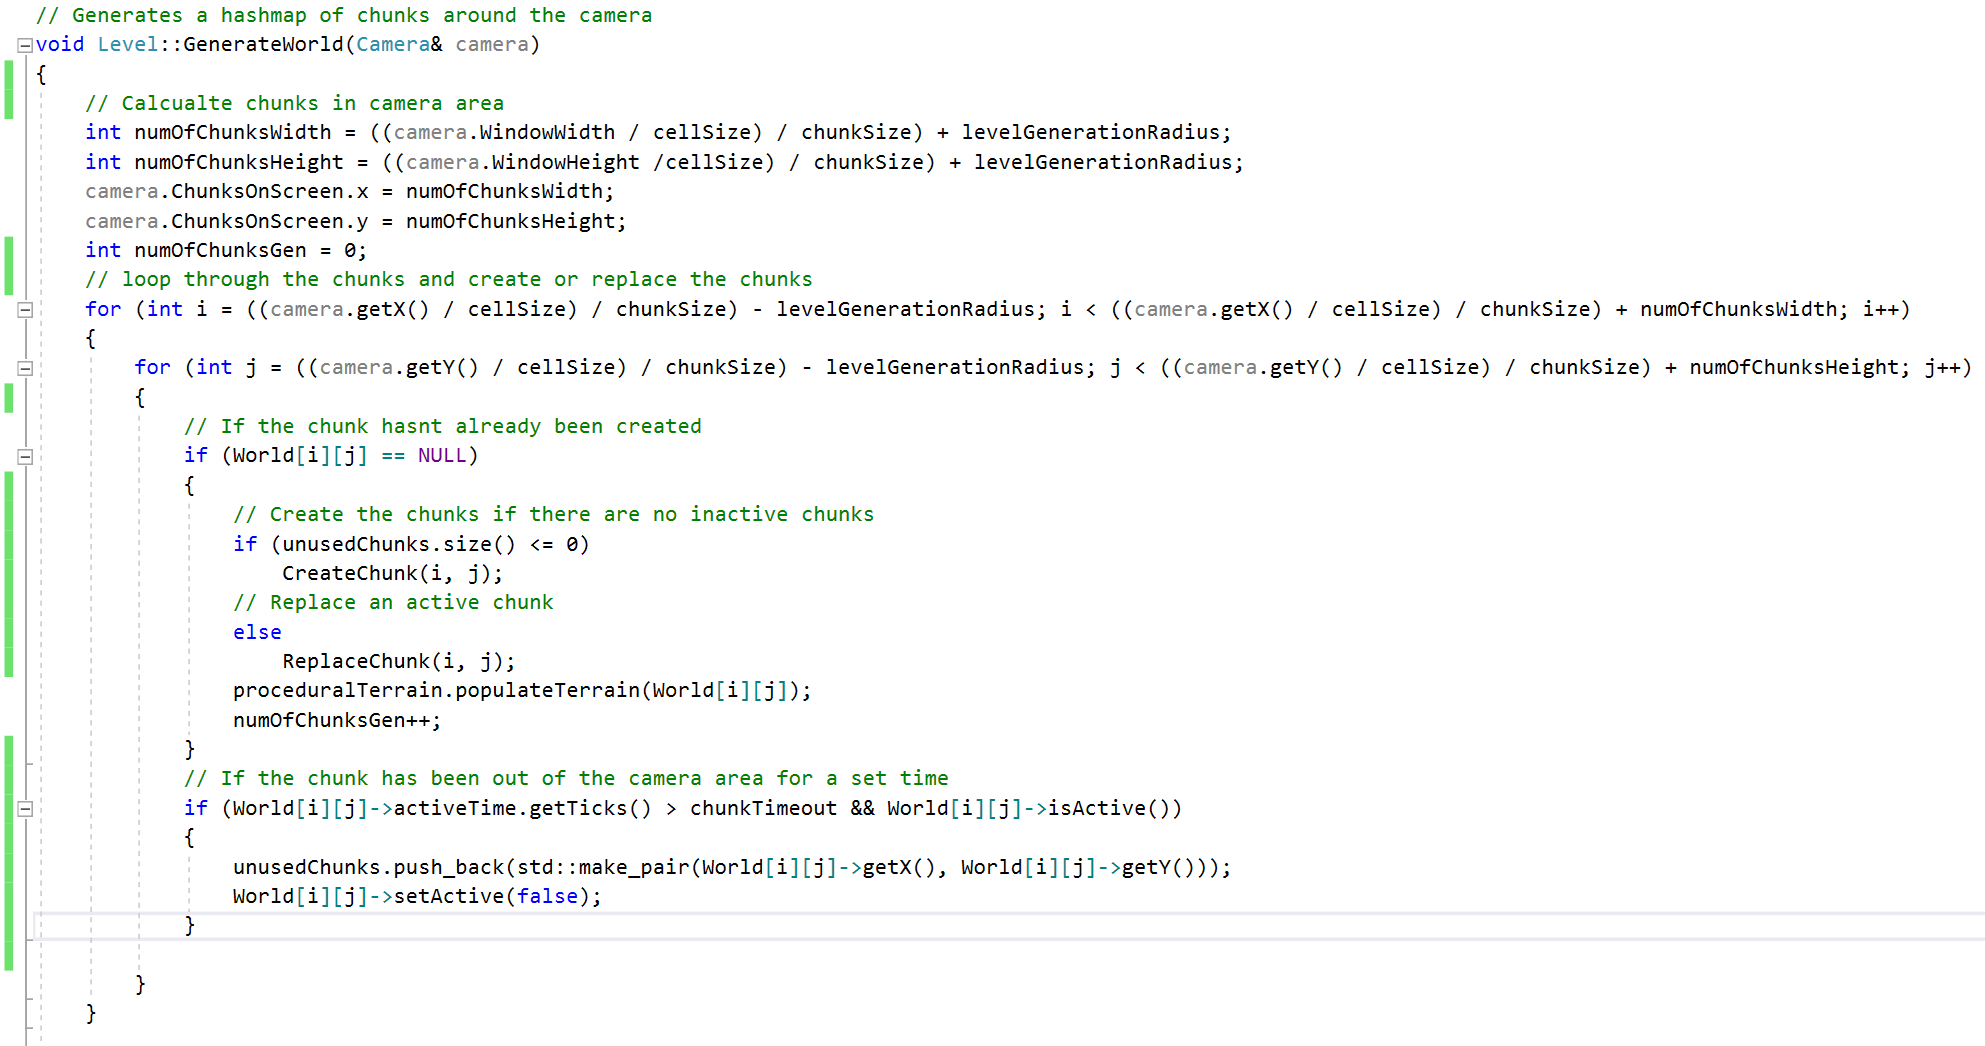 // Generates a hashmap of chunks around the camera
void Level::GenerateWorld(Camera& camera)
{
    // Calcualte chunks in camera area
    int numOfChunksWidth = ((camera.WindowWidth / cellSize) / chunkSize) + levelGenerationRadius;
    int numOfChunksHeight = ((camera.WindowHeight /cellSize) / chunkSize) + levelGenerationRadius;
    camera.ChunksOnScreen.x = numOfChunksWidth;
    camera.ChunksOnScreen.y = numOfChunksHeight;
    int numOfChunksGen = 0;
    // loop through the chunks and create or replace the chunks
    for (int i = ((camera.getX() / cellSize) / chunkSize) - levelGenerationRadius; i < ((camera.getX() / cellSize) / chunkSize) + numOfChunksWidth; i++)
    {
        for (int j = ((camera.getY() / cellSize) / chunkSize) - levelGenerationRadius; j < ((camera.getY() / cellSize) / chunkSize) + numOfChunksHeight; j++)
        {
            // If the chunk hasnt already been created
            if (World[i][j] == NULL)
            {
                // Create the chunks if there are no inactive chunks
                if (unusedChunks.size() <= 0)
                    CreateChunk(i, j);
                // Replace an active chunk
                else
                    ReplaceChunk(i, j);
                proceduralTerrain.populateTerrain(World[i][j]);
                numOfChunksGen++;
            }
            // If the chunk has been out of the camera area for a set time
            if (World[i][j]->activeTime.getTicks() > chunkTimeout && World[i][j]->isActive())
            {
                unusedChunks.push_back(std::make_pair(World[i][j]->getX(), World[i][j]->getY()));
                World[i][j]->setActive(false);
            }
        }
    }